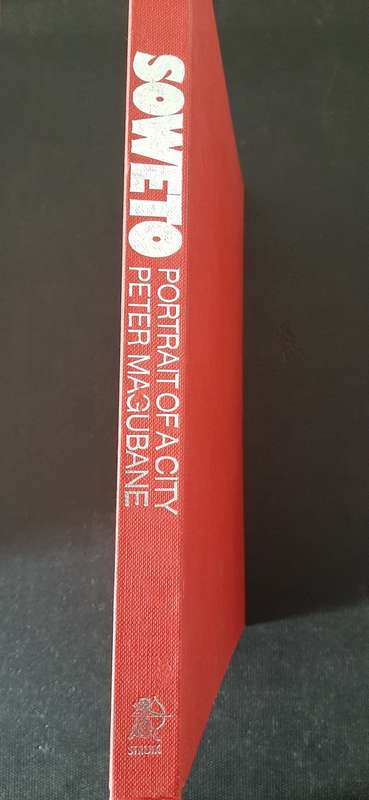 SOWETO
PORTRAIT OF A CITY
PETER MAGUBANE
STRUIK